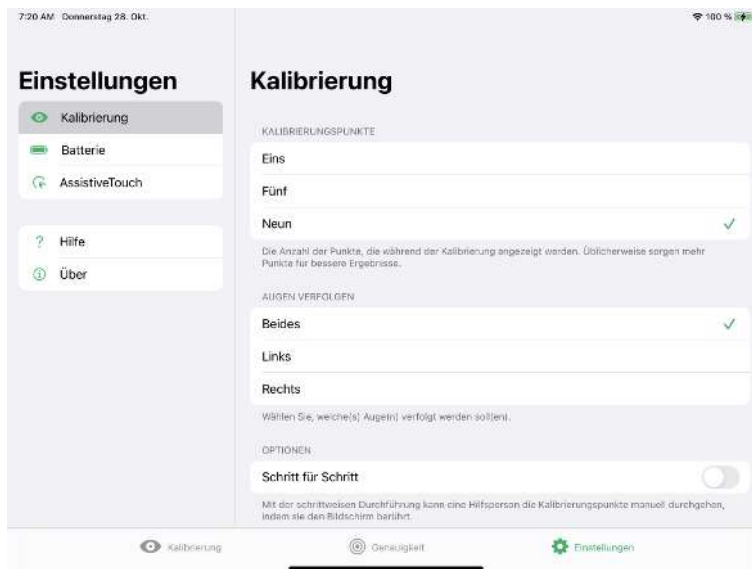 7:20 AM Donnerstag 28. Okt.
100 %
Einstellungen
Kalibrierung
Batterie
AssistiveTouch
Hilfe
Über
Kalibrierung
KALIBRIERUNGSPUNKTE
Eins
Fünf
Neun
Die Anzahl der Punkte, die während der Kalibrierung angezeigt werden. Üblicherweise sorgen mehr
Punkte für bessere Ergebnisse.
AUGEN VERFOLGEN
Beides
Links
Rechts
Wählen Sie, welche(s) Auge(n) verfolgt werden soll(en).
OPTIONEN
Schritt für Schritt
Mit der schrittweisen Durchführung kann eine Hilfsperson die Kalibrierungspunkte manuell durchgehen,
indem sie den Bildschirm berührt.
Kalibrierung
Genauigkeit
Einstellungen